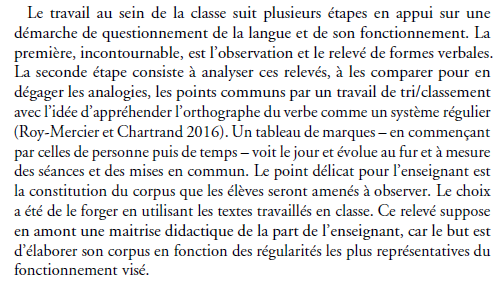 Le travail au sein de la classe suit plusieurs étapes en appui sur une
démarche de questionnement de la langue et de son fonctionnement. La
première, incontournable, est l’observation et le relevé de formes verbales.
La seconde étape consiste à analyser ces relevés, à les comparer pour en
dégager les analogies, les points communs par un travail de tri/classement
avec l’idée d’appréhender l’orthographe du verbe comme un système régulier
(Roy-Mercier et Chartrand 2016). Un tableau de marques – en commençant
par celles de personne puis de temps – voit le jour et évolue au fur et à mesure
des séances et des mises en commun. Le point délicat pour l’enseignant est
la constitution du corpus que les élèves seront amenés à observer. Le choix
a été de le forger en utilisant les textes travaillés en classe. Ce relevé suppose
en amont une maitrise didactique de la part de l’enseignant, car le but est
d’élaborer son corpus en fonction des régularités les plus représentatives du
fonctionnement visé.